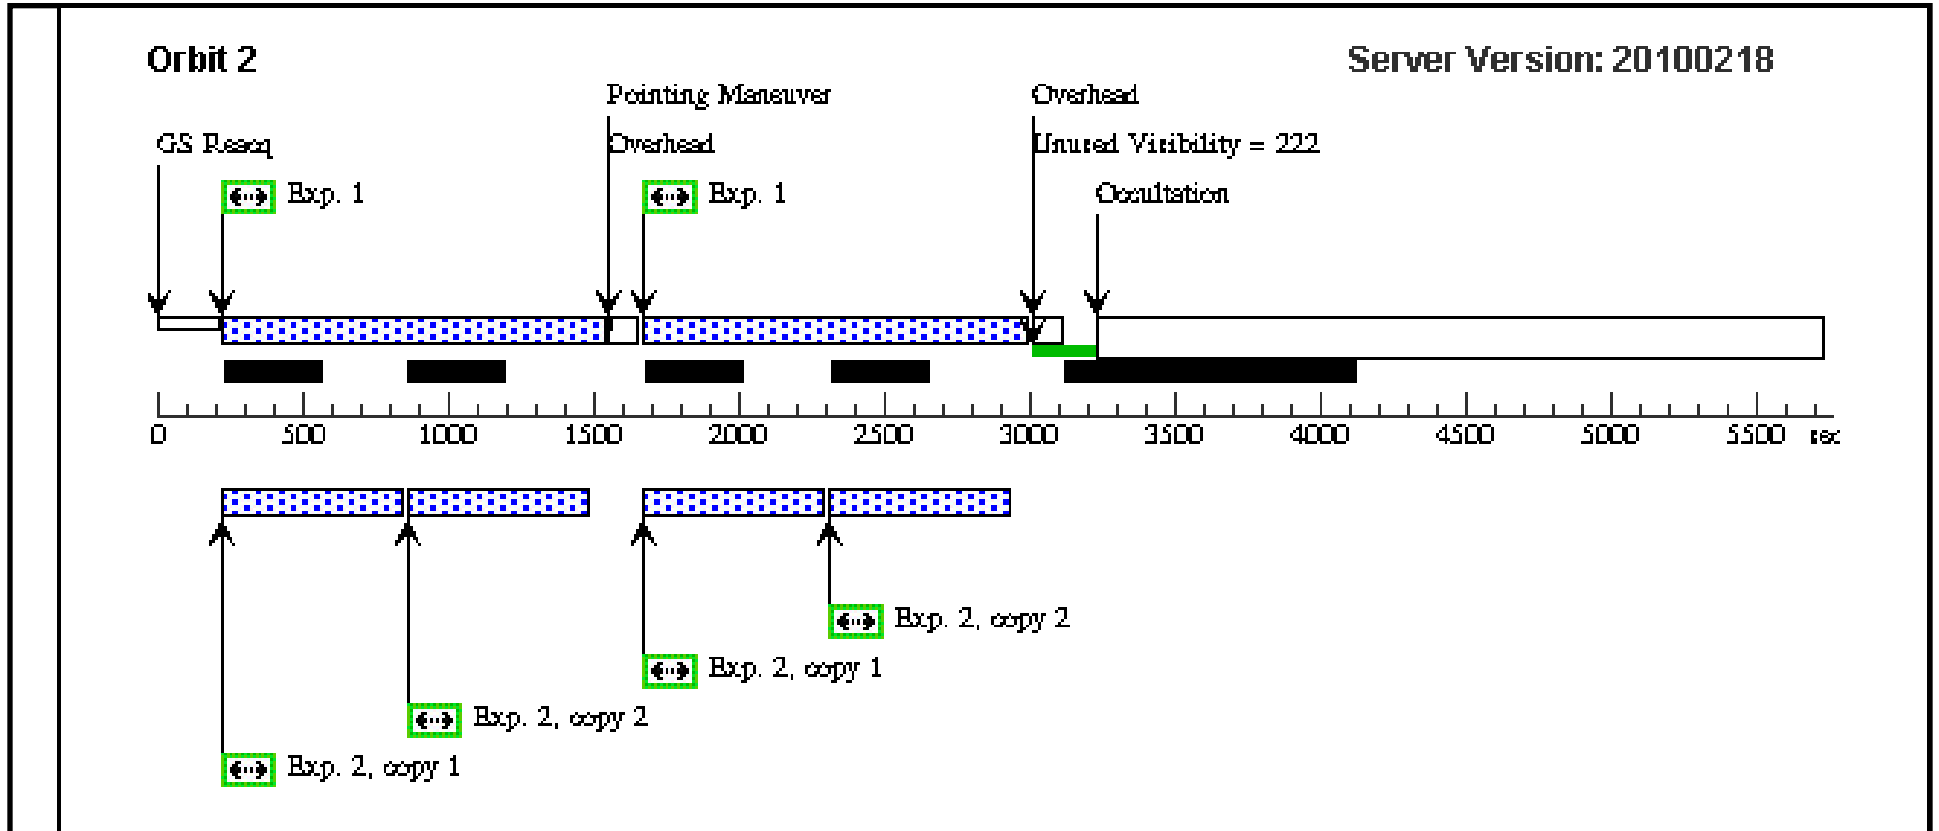 Orbit 2
Server Version: 20100218
Pointing Maneuver
Overhead
GS Reacq
Overhead
Unused Visibility = 222
Exp. 1
Exp. 1
Occultation
0 500 1000 1500 2000 2500 3000 3500 4000 4500 5000 5500 sec
Exp. 2, copy 2
Exp. 2, copy 1
Exp. 2, copy 2
Exp. 2, copy 1